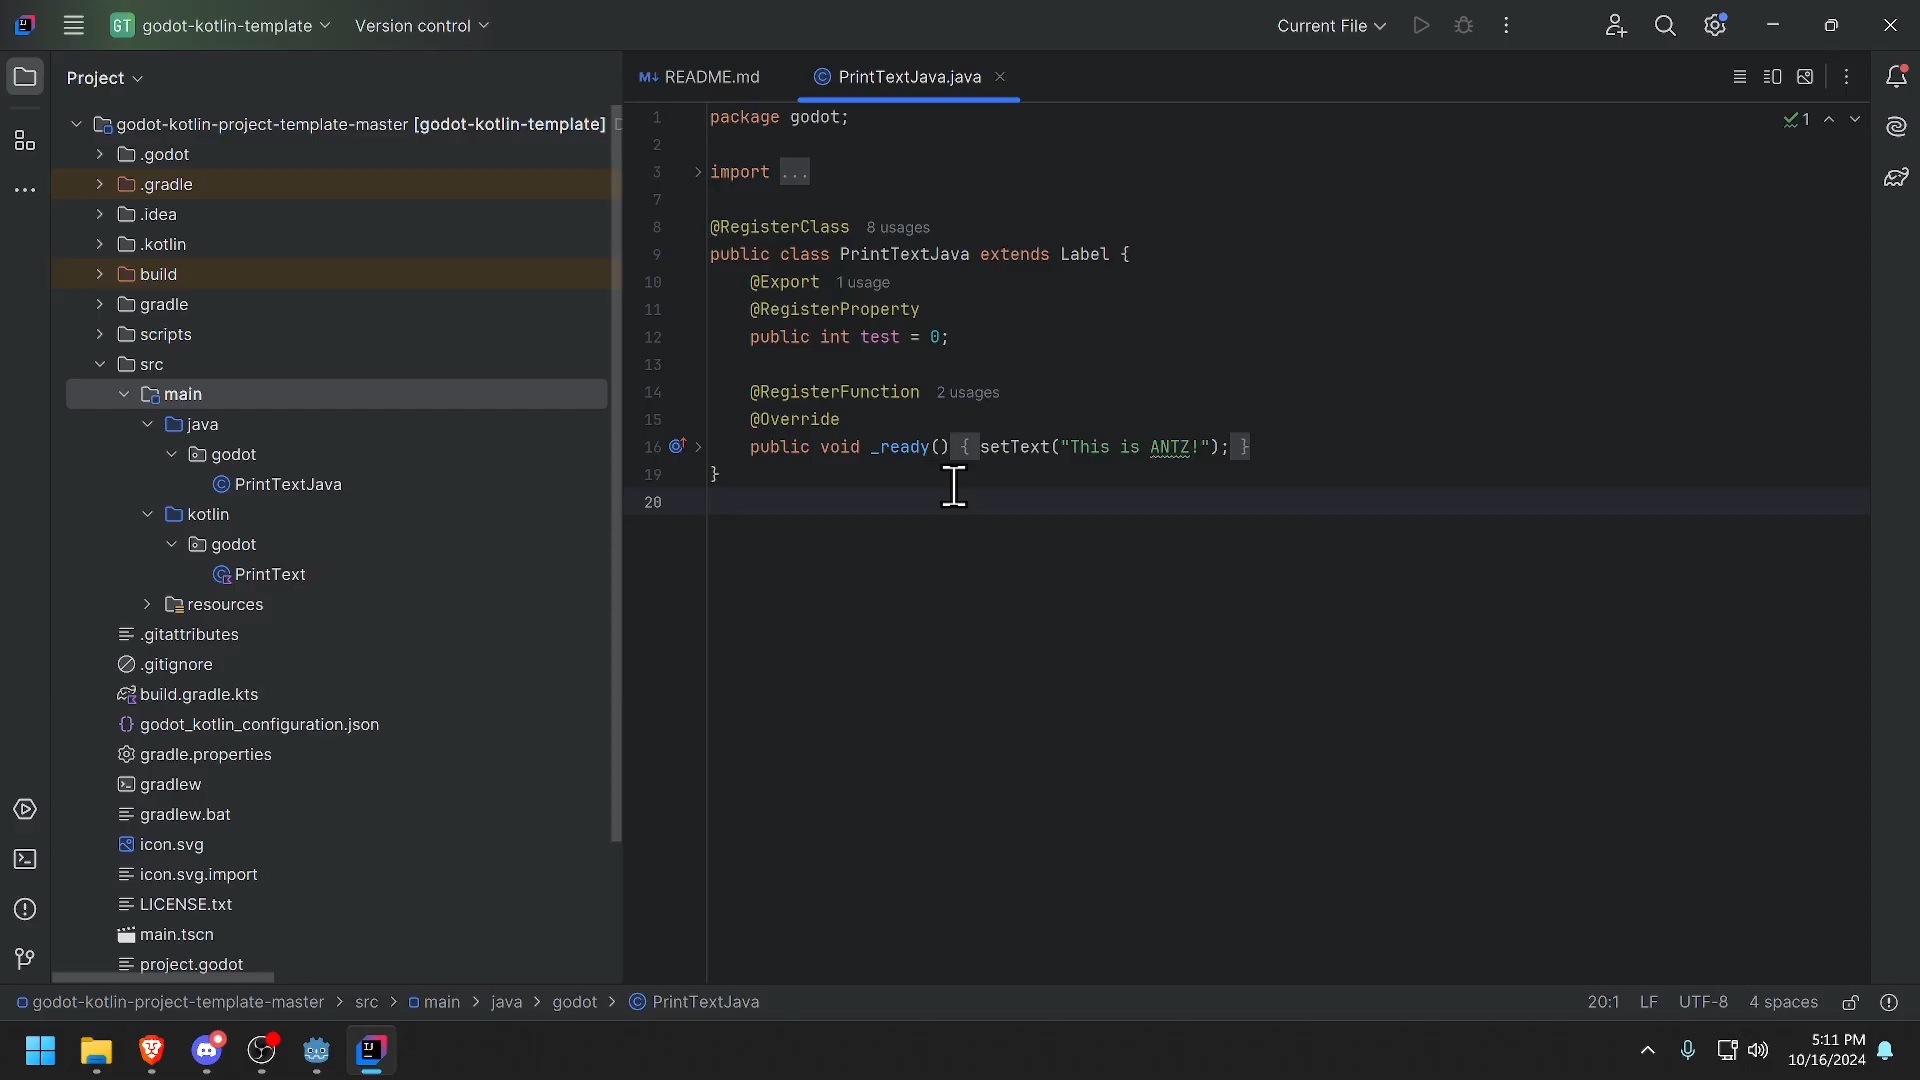 GT godot-kotlin-template Version control Current File
Project
M↓ README.md
PrintTextJava.java
godot-kotlin-project-template-master [godot-kotlin-template]
.godot
.gradle
.idea
.kotlin
build
gradle
scripts
src
main
java
godot
PrintTextJava
kotlin
godot
PrintText
resources
.gitattributes
.gitignore
build.gradle.kts
godot_kotlin_configuration.json
gradle.properties
gradlew
gradlew.bat
icon.svg
icon.svg.import
LICENSE.txt
main.tscn
project.godot
1 package godot;
2
3 import ...
7
8 @RegisterClass 8 usages
9 public class PrintTextJava extends Label {
10 @Export 1 usage
11 @RegisterProperty
12 public int test = 0;
13
14 @RegisterFunction 2 usages
15 @Override
16 public void _ready() { setText("This is ANTZ!"); }
19 }
20
1
godot-kotlin-project-template-master > src > main > java > godot > PrintTextJava
20:1 LF UTF-8 4 spaces
5:11 PM
10/16/2024